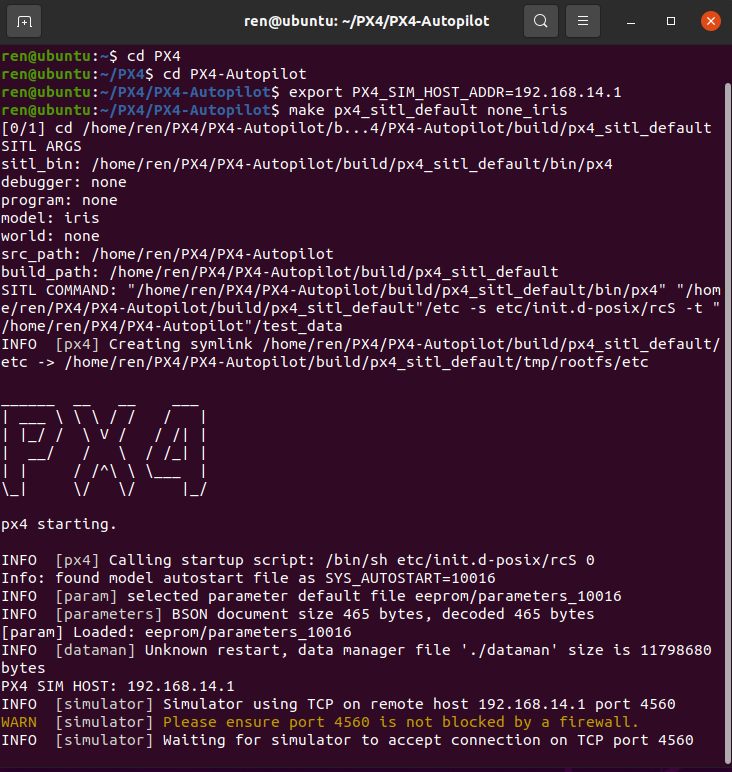 ren@ubuntu: ~/PX4/PX4-Autopilot
ren@ubuntu:~$ cd PX4
ren@ubuntu:~/PX4$ cd PX4-Autopilot
ren@ubuntu:~/PX4/PX4-Autopilot$ export PX4_SIM_HOST_ADDR=192.168.14.1
ren@ubuntu:~/PX4/PX4-Autopilot$ make px4_sitl_default none_iris
[0/1] cd /home/ren/PX4/PX4-Autopilot/b...4/PX4-Autopilot/build/px4_sitl_default
SITL ARGS
sitl_bin: /home/ren/PX4/PX4-Autopilot/build/px4_sitl_default/bin/px4
debugger: none
program: none
model: iris
world: none
src_path: /home/ren/PX4/PX4-Autopilot
build_path: /home/ren/PX4/PX4-Autopilot/build/px4_sitl_default
SITL COMMAND: "/home/ren/PX4/PX4-Autopilot/build/px4_sitl_default/bin/px4" "/hom
e/ren/PX4/PX4-Autopilot/build/px4_sitl_default"/etc -s etc/init.d-posix/rcS -t "
/home/ren/PX4/PX4-Autopilot"/test_data
INFO  [px4] Creating symlink /home/ren/PX4/PX4-Autopilot/build/px4_sitl_default/
etc -> /home/ren/PX4/PX4-Autopilot/build/px4_sitl_default/tmp/rootfs/etc
______  __   __    ___
| ___ \ \ \ / /   /   |
| |_/ /  \ V /   / /| |
|  __/   /   \  / /_| |
| |     / /^\ \ \___  |
\_|     \/   \/     |_/
px4 starting.
INFO  [px4] Calling startup script: /bin/sh etc/init.d-posix/rcS 0
Info: found model autostart file as SYS_AUTOSTART=10016
INFO  [param] selected parameter default file eeprom/parameters_10016
INFO  [parameters] BSON document size 465 bytes, decoded 465 bytes
[param] Loaded: eeprom/parameters_10016
INFO  [dataman] Unknown restart, data manager file './dataman' size is 11798680
bytes
PX4 SIM HOST: 192.168.14.1
INFO  [simulator] Simulator using TCP on remote host 192.168.14.1 port 4560
WARN  [simulator] Please ensure port 4560 is not blocked by a firewall.
INFO  [simulator] Waiting for simulator to accept connection on TCP port 4560